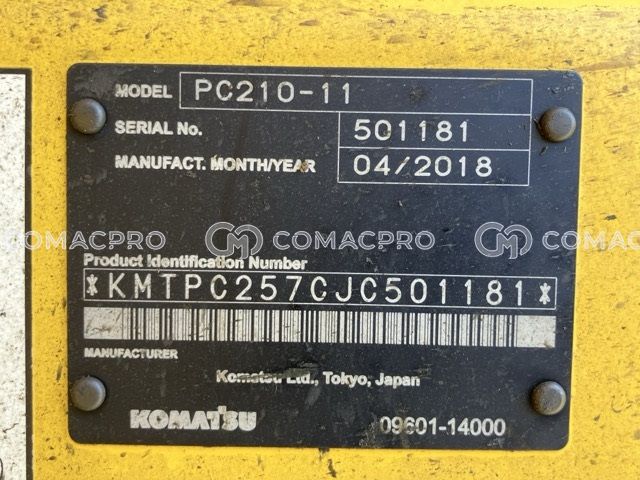 MODEL PC210-11
SERIAL No. 501181
MANUFACT. MONTH/YEAR 04/2018
COMACPRO COMACPRO COMACPRO
Product Identification Number
*KMTPC257CJC501181*
MANUFACTURER
Komatsu Ltd., Tokyo, Japan
KOMATSU 09601-14000